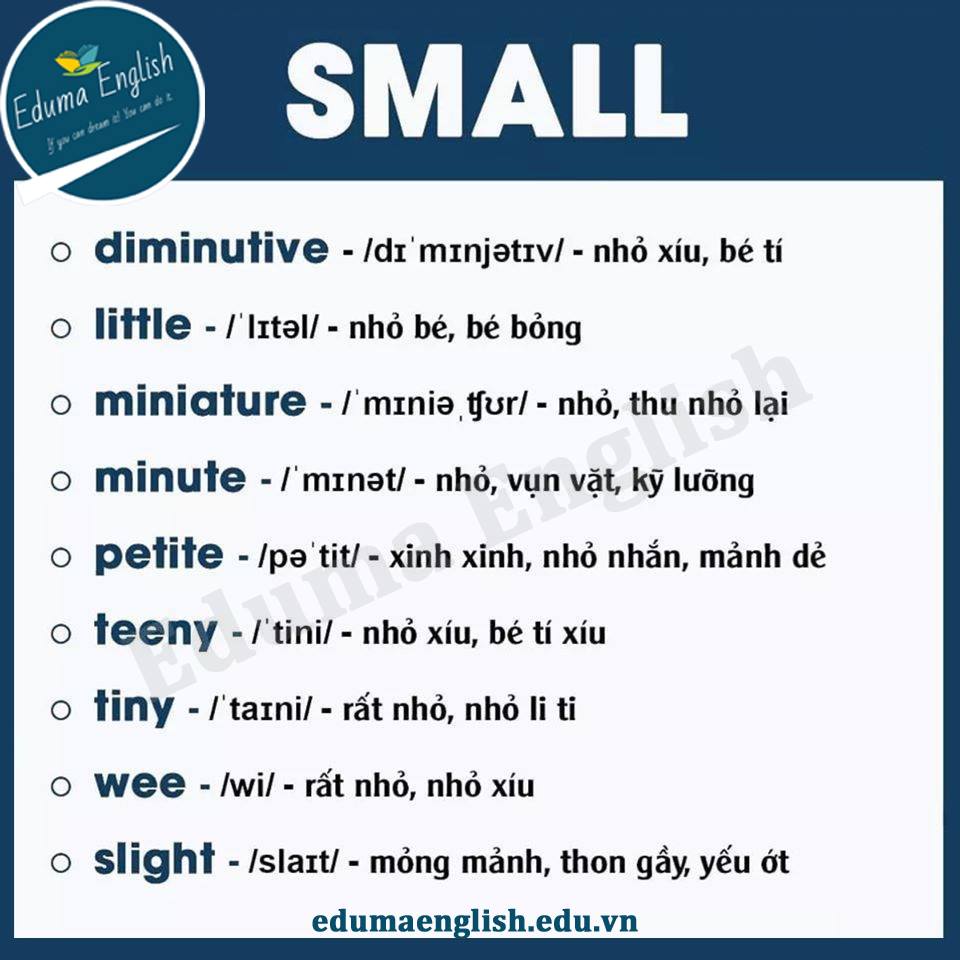 Eduma English
If you can dream it! You can do it.
SMALL
diminutive - /dɪˈmɪnjətɪv/ - nhỏ xíu, bé tí
little - /ˈlɪtəl/ - nhỏ bé, bé bỏng
miniature - /ˈmɪniəˌʧʊr/ - nhỏ, thu nhỏ lại
minute - /ˈmɪnət/ - nhỏ, vụn vặt, kỹ lưỡng
petite - /pəˈtit/ - xinh xinh, nhỏ nhắn, mảnh dẻ
teeny - /ˈtini/ - nhỏ xíu, bé tí xíu
tiny - /ˈtaɪni/ - rất nhỏ, nhỏ li ti
wee - /wi/ - rất nhỏ, nhỏ xíu
slight - /slaɪt/ - mỏng mảnh, thon gầy, yếu ớt
Eduma English
edumaenglish.edu.vn